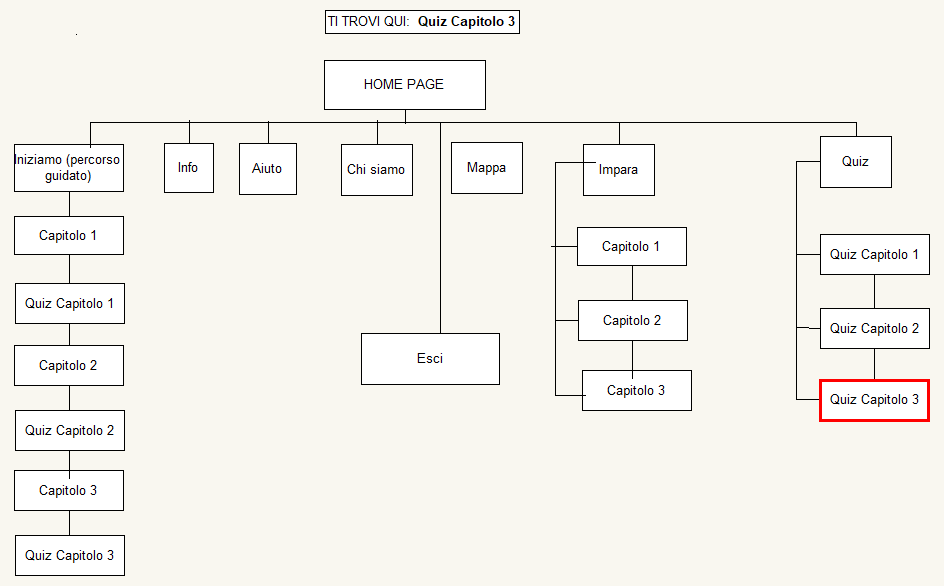 TI TROVI QUI: Quiz Capitolo 3
HOME PAGE
Iniziamo (percorso
guidato)
Info
Aiuto
Chi siamo
Mappa
Impara
Quiz
Capitolo 1
Quiz Capitolo 1
Capitolo 2
Quiz Capitolo 2
Capitolo 3
Quiz Capitolo 3
Esci
Capitolo 1
Capitolo 2
Capitolo 3
Quiz Capitolo 1
Quiz Capitolo 2
Quiz Capitolo 3